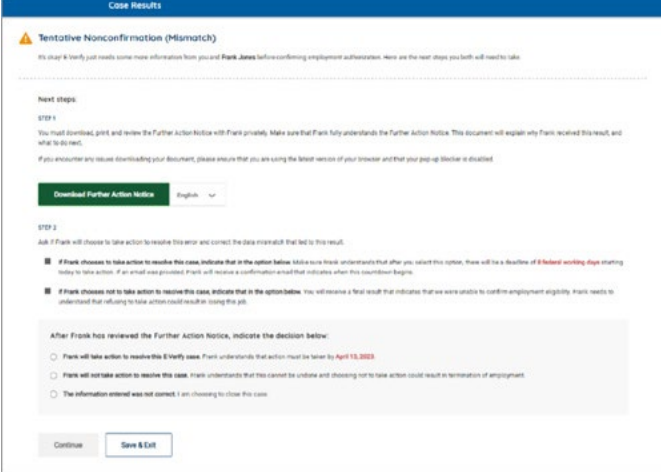 Case Results
Tentative Nonconfirmation (Mismatch)
It's okay! E-Verify just needs some more information from you and Frank Jones before confirming employment authorization. Here are the next steps you both will need to take.
Next steps:
STEP 1
You must download, print, and review the Further Action Notice with Frank privately. Make sure that Frank fully understands the Further Action Notice. This document will explain why Frank received this result, and
what to do next.
If you encounter any issues downloading your document, please ensure that you are using the latest version of your browser and that your pop-up blocker is disabled.
Download Further Action Notice English
STEP 2
Ask if Frank will choose to take action to resolve this error and correct the data mismatch that led to this result.
If Frank chooses to take action to resolve this case, indicate that in the option below. Make sure Frank understands that after you select this option, there will be a deadline of 8 federal working days starting
today to take action. If an email was provided, Frank will receive a confirmation email that indicates when this countdown begins.
If Frank chooses not to take action to resolve this case, indicate that in the option below. You will receive a final result that indicates that we were unable to confirm employment eligibility. Frank needs to
understand that refusing to take action could result in losing this job.
After Frank has reviewed the Further Action Notice, indicate the decision below:
Frank will take action to resolve this E-Verify case. Frank understands that action must be taken by April 13, 2023.
Frank will not take action to resolve this case. Frank understands that this cannot be undone and choosing not to take action could result in termination of employment.
The information entered was not correct. I am choosing to close this case.
Continue Save & Exit